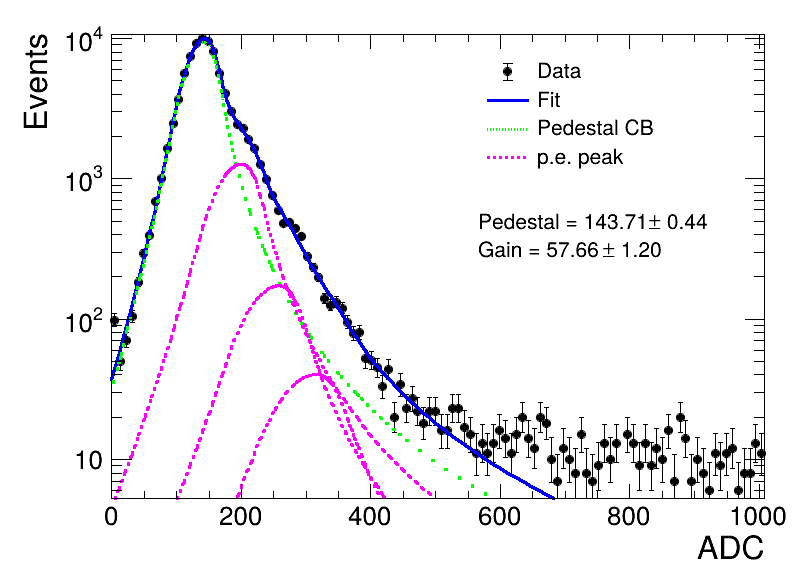 Events
10⁴
10³
10²
10
Data
Fit
Pedestal CB
p.e. peak
Pedestal = 143.71± 0.44
Gain = 57.66 ± 1.20
0 200 400 600 800 1000
ADC